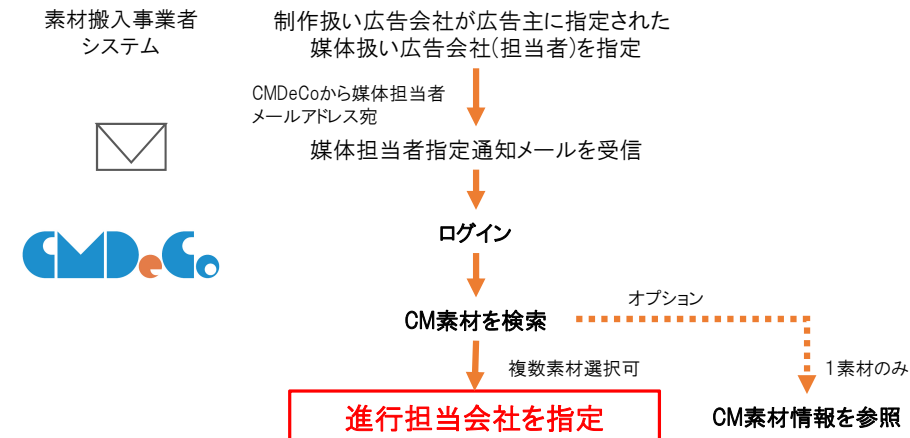 素材搬入事業者
システム
制作扱い広告会社が広告主に指定された
媒体扱い広告会社(担当者)を指定
CMDeCoから媒体担当者
メールアドレス宛
媒体担当者指定通知メールを受信
CMDeCo
ログイン
CM素材を検索
オプション
複数素材選択可
1素材のみ
進行担当会社を指定
CM素材情報を参照